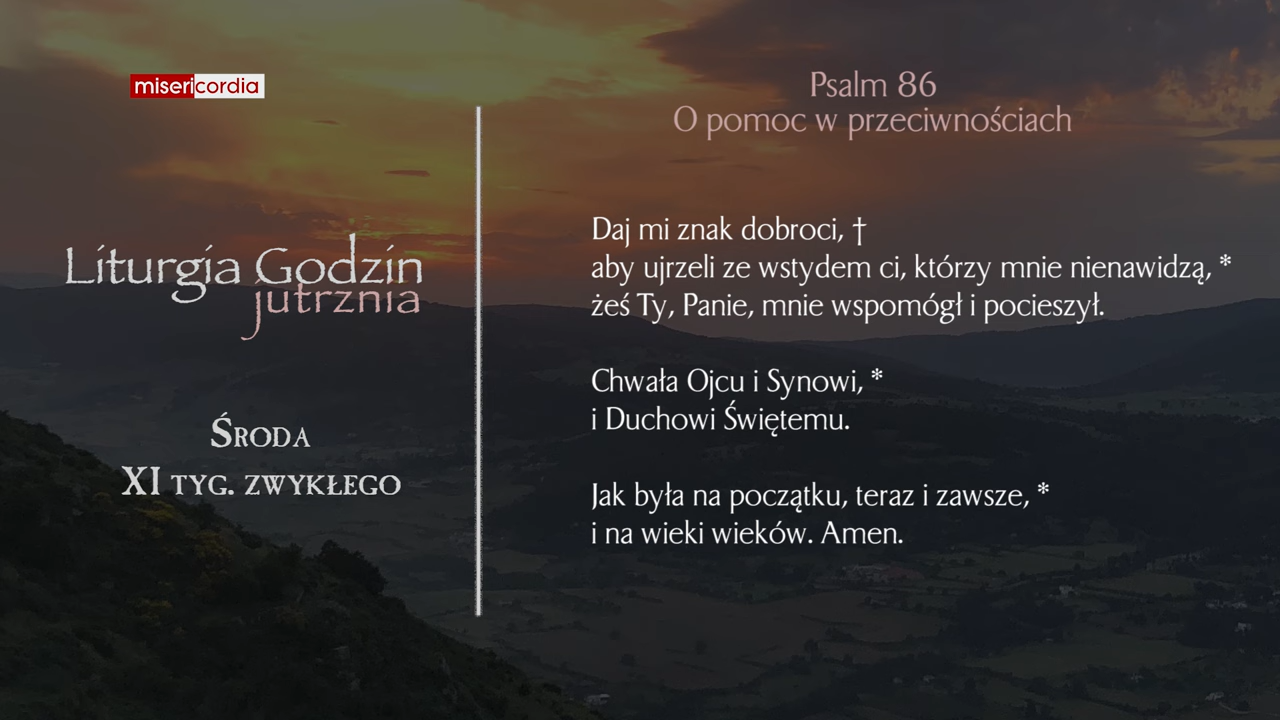 misericordia
Liturgia Godzin
jutrznia
Środa
XI tyg. zwykłego
Psalm 86
O pomoc w przeciwnościach
Daj mi znak dobroci, †
aby ujrzeli ze wstydem ci, którzy mnie nienawidzą, *
żeś Ty, Panie, mnie wspomógł i pocieszył.
Chwała Ojcu i Synowi, *
i Duchowi Świętemu.
Jak była na początku, teraz i zawsze, *
i na wieki wieków. Amen.